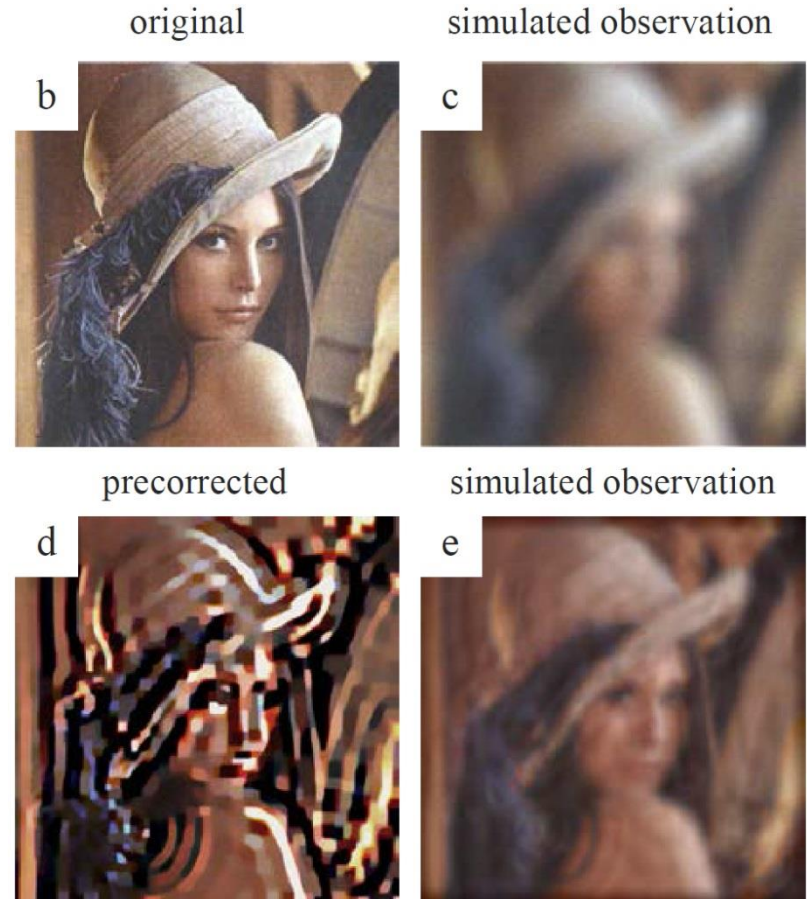 original
simulated observation
b
c
precorrected
simulated observation
d
e